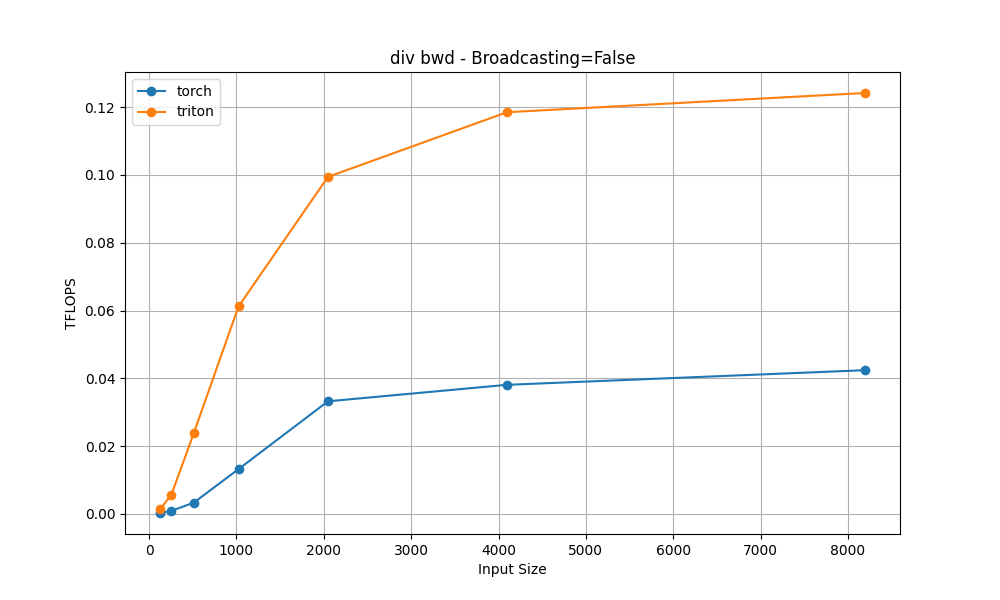 div bwd - Broadcasting=False
torch
triton
TFLOPS
0.12
0.10
0.08
0.06
0.04
0.02
0.00
0 1000 2000 3000 4000 5000 6000 7000 8000
Input Size